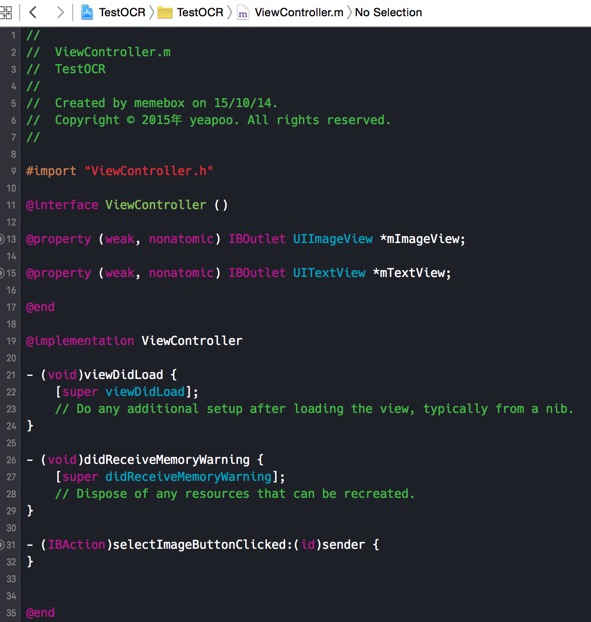 TestOCR TestOCR m ViewController.m No Selection
1 //
2 //  ViewController.m
3 //  TestOCR
4 //
5 //  Created by memebox on 15/10/14.
6 //  Copyright © 2015年 yeapoo. All rights reserved.
7 //
8
9 #import "ViewController.h"
10
11 @interface ViewController ()
12
13 @property (weak, nonatomic) IBOutlet UIImageView *mImageView;
14
15 @property (weak, nonatomic) IBOutlet UITextView *mTextView;
16
17 @end
18
19 @implementation ViewController
20
21 - (void)viewDidLoad {
22     [super viewDidLoad];
23     // Do any additional setup after loading the view, typically from a nib.
24 }
25
26 - (void)didReceiveMemoryWarning {
27     [super didReceiveMemoryWarning];
28     // Dispose of any resources that can be recreated.
29 }
30
31 - (IBAction)selectImageButtonClicked:(id)sender {
32 }
33
34
35 @end